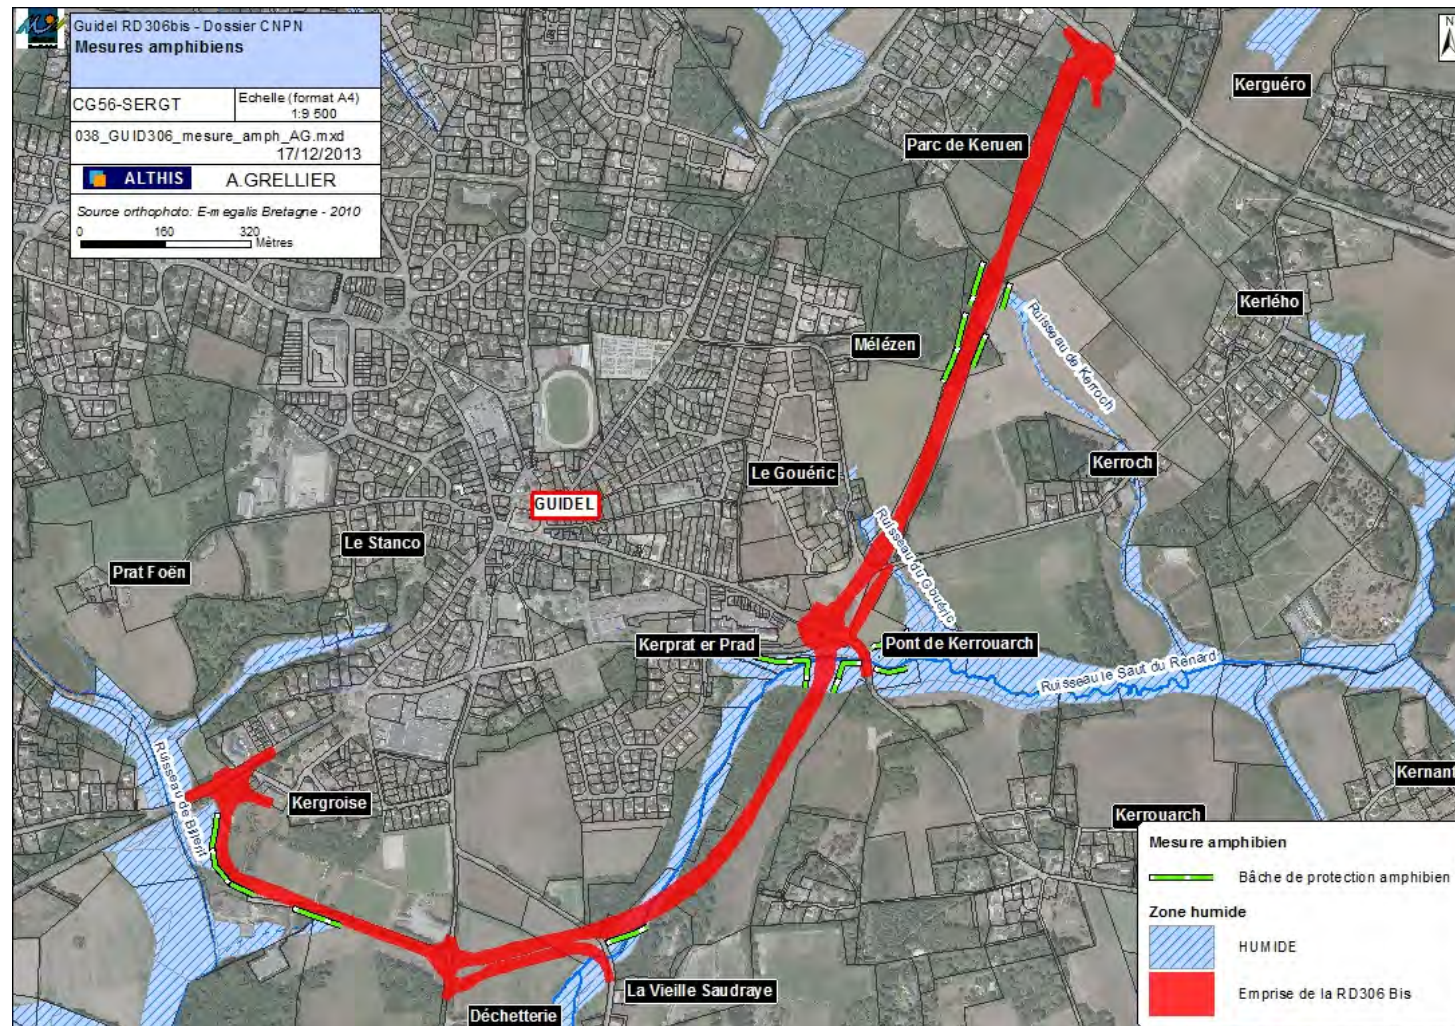 Guidel RD306bis - Dossier CNPN
Mesures amphibiens
CG56-SERGT
Echelle (format A4)
1:9 500
038_GUID306_mesure_amph_AG.mxd
17/12/2013
ALTHIS
A.GRELLIER
Source orthophoto: E-megalis Bretagne - 2010
0 160 320
Mètres
N
Kerguéro
Parc de Keruen
Kerlého
Ruisseau de Kerroch
Mélézen
Kerroch
Le Gouéric
GUIDEL
Le Stanco
Ruisseau du Gouéric
Prat Foën
Kerprat er Prad
Pont de Kerrouarch
Ruisseau le Saut du Renard
Ruisseau de Billerit
Kergroise
Kernant
Kerrouarch
La Vieille Saudraye
Déchetterie
Mesure amphibien
Bâche de protection amphibien
Zone humide
HUMIDE
Emprise de la RD306 Bis